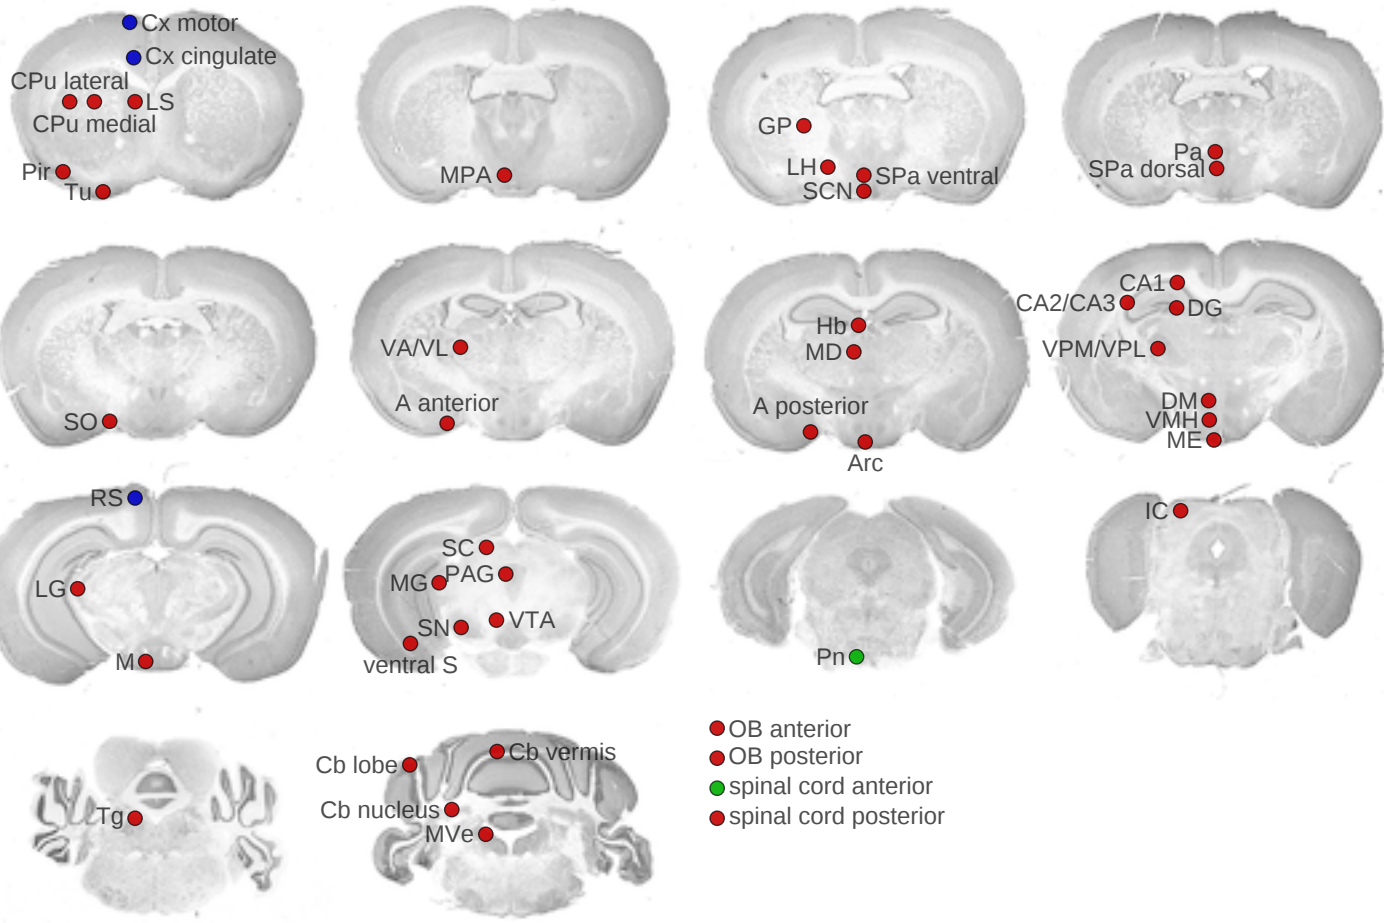 Cx motor
Cx cingulate
CPu lateral
LS
CPu medial
Pir
Tu
MPA
GP
LH
SPa ventral
SCN
Pa
SPa dorsal
SO
VA/VL
A anterior
Hb
MD
A posterior
Arc
CA1
CA2/CA3
DG
VPM/VPL
DM
VMH
ME
RS
LG
M
SC
MG
PAG
SN
VTA
ventral S
Pn
IC
Tg
Cb lobe
Cb vermis
Cb nucleus
MVe
OB anterior
OB posterior
spinal cord anterior
spinal cord posterior